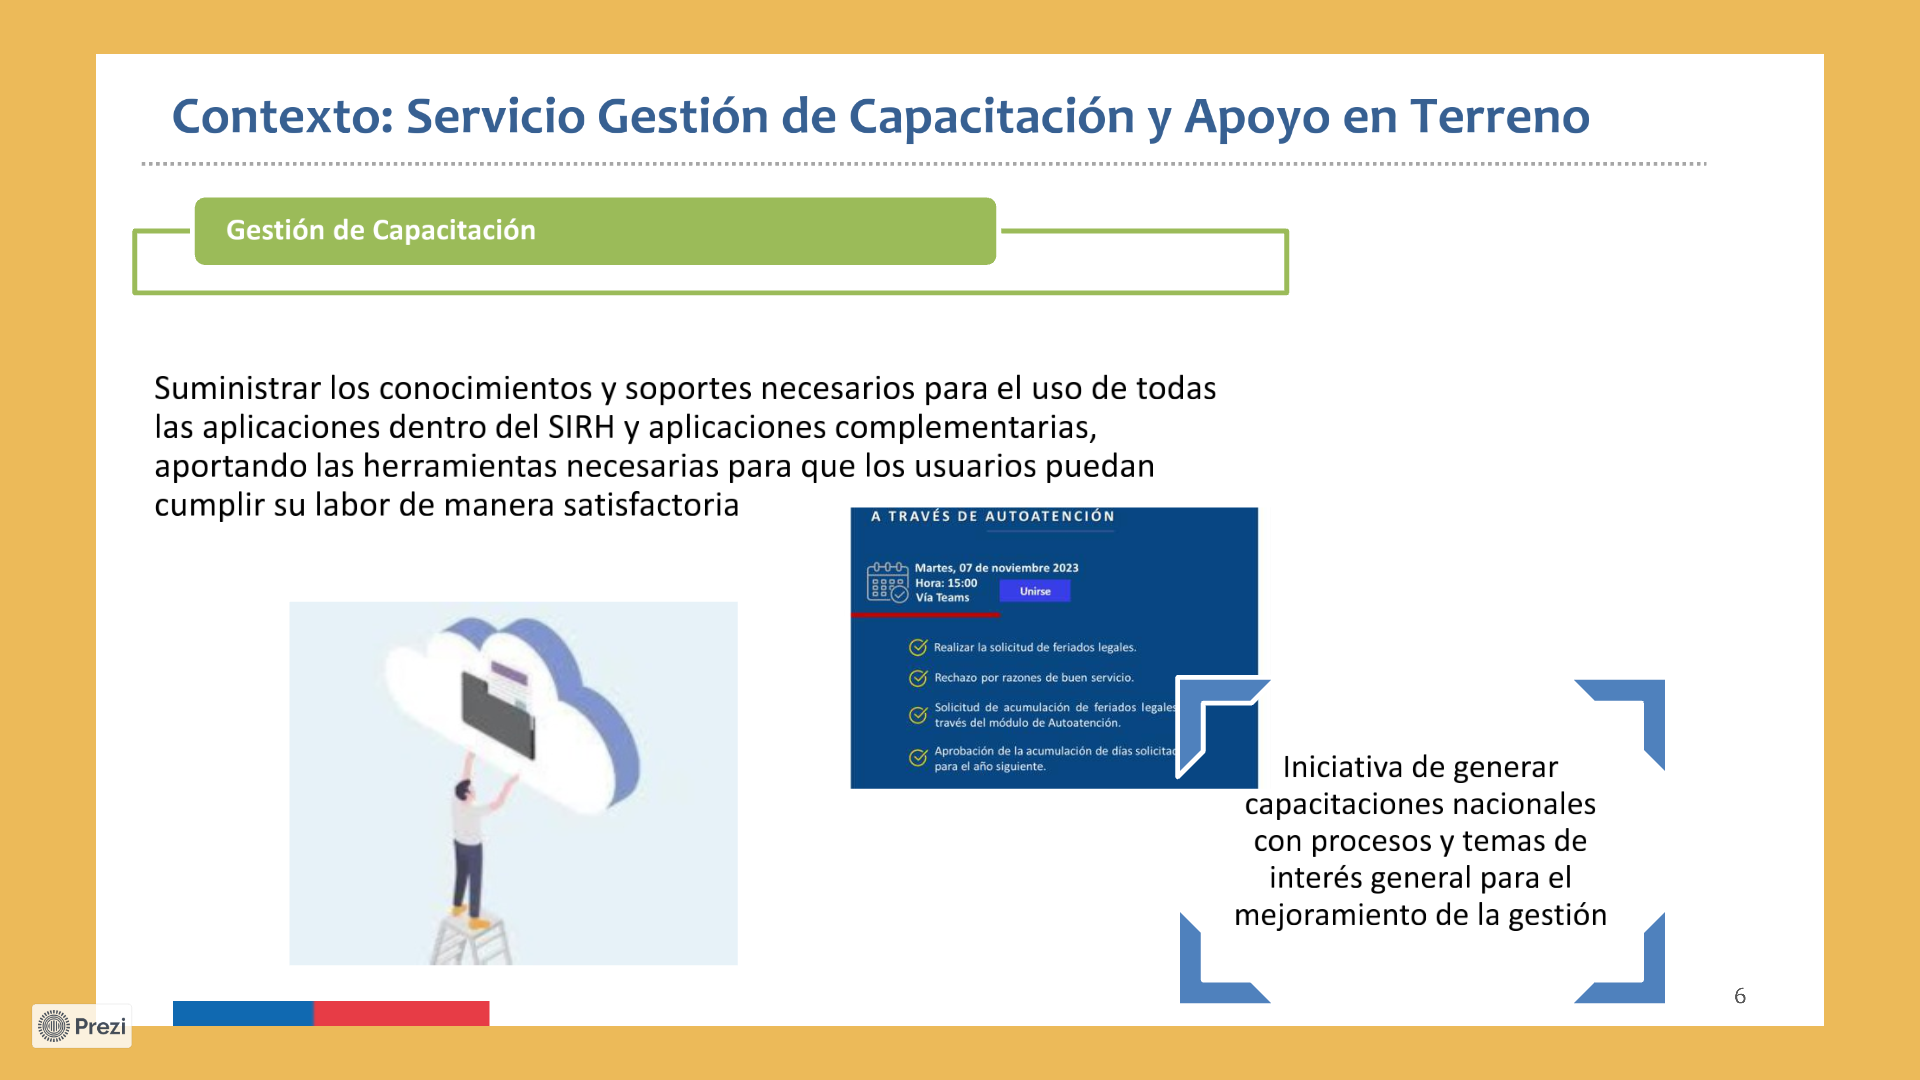 Contexto: Servicio Gestión de Capacitación y Apoyo en Terreno
Gestión de Capacitación
Suministrar los conocimientos y soportes necesarios para el uso de todas
las aplicaciones dentro del SIRH y aplicaciones complementarias,
aportando las herramientas necesarias para que los usuarios puedan
cumplir su labor de manera satisfactoria
A TRAVÉS DE AUTOATENCIÓN
Martes, 07 de noviembre 2023
Hora: 15:00
Vía Teams
Unirse
Realizar la solicitud de feriados legales.
Rechazo por razones de buen servicio.
Solicitud de acumulación de feriados legales
través del módulo de Autoatención.
Aprobación de la acumulación de días
para el año siguiente.
Iniciativa de generar
capacitaciones nacionales
con procesos y temas de
interés general para el
mejoramiento de la gestión
6
Prezi